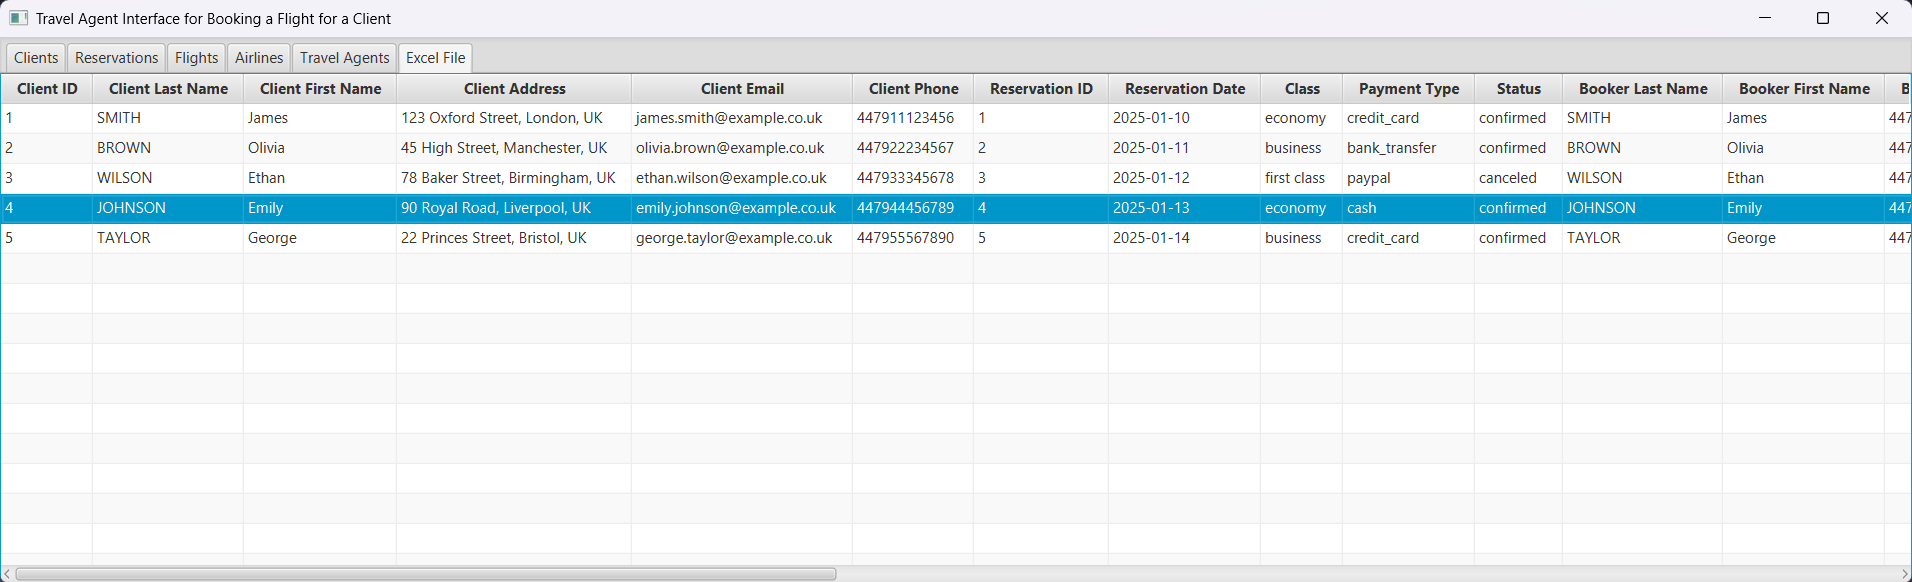 Travel Agent Interface for Booking a Flight for a Client
Clients Reservations Flights Airlines Travel Agents Excel File
Client ID Client Last Name Client First Name Client Address Client Email Client Phone Reservation ID Reservation Date Class Payment Type Status Booker Last Name Booker First Name B
1 SMITH James 123 Oxford Street, London, UK james.smith@example.co.uk 447911123456 1 2025-01-10 economy credit_card confirmed SMITH James 447
2 BROWN Olivia 45 High Street, Manchester, UK olivia.brown@example.co.uk 447922234567 2 2025-01-11 business bank_transfer confirmed BROWN Olivia 447
3 WILSON Ethan 78 Baker Street, Birmingham, UK ethan.wilson@example.co.uk 447933345678 3 2025-01-12 first class paypal canceled WILSON Ethan 447
4 JOHNSON Emily 90 Royal Road, Liverpool, UK emily.johnson@example.co.uk 447944456789 4 2025-01-13 economy cash confirmed JOHNSON Emily 447
5 TAYLOR George 22 Princes Street, Bristol, UK george.taylor@example.co.uk 447955567890 5 2025-01-14 business credit_card confirmed TAYLOR George 447